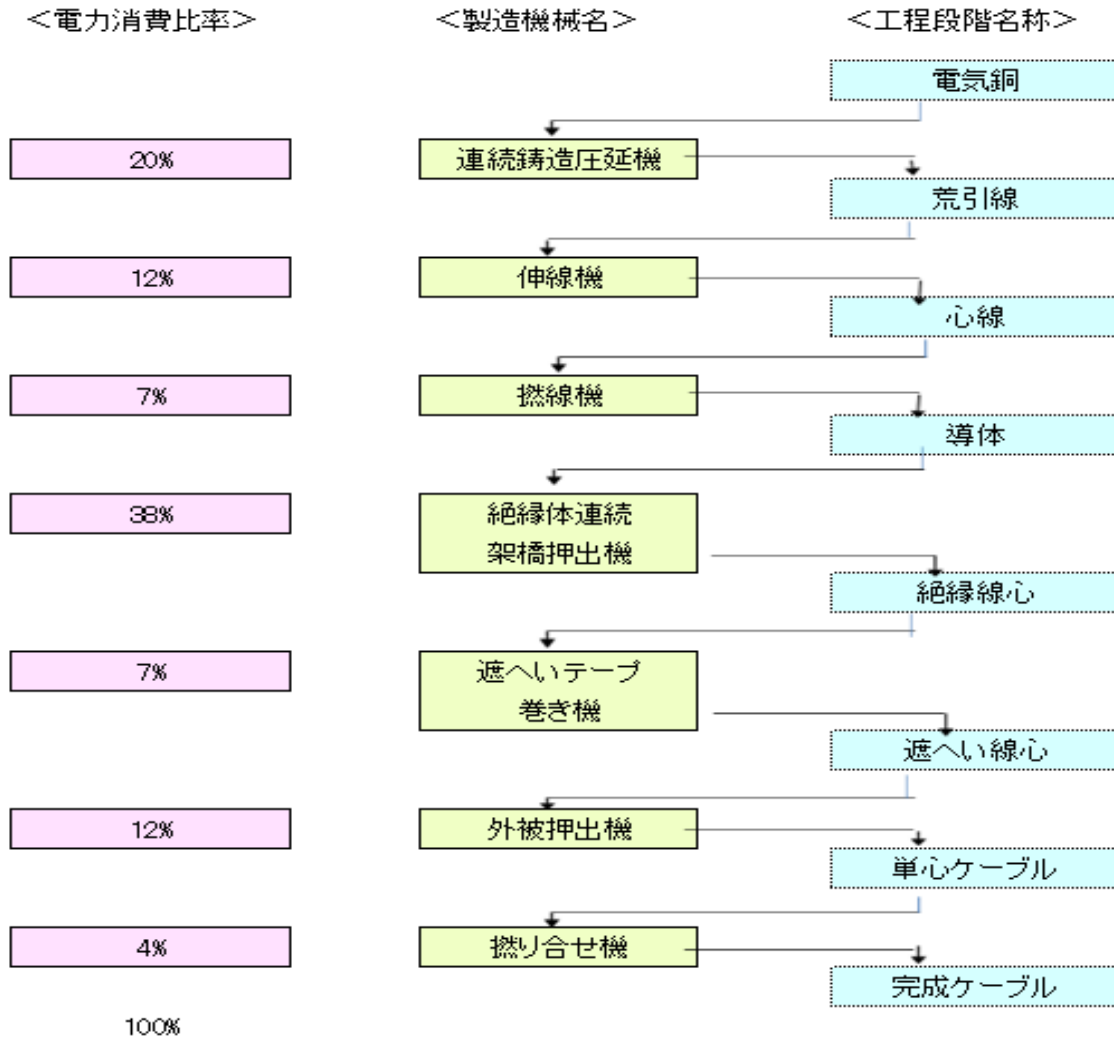 ＜電力消費比率＞ ＜製造機械名＞ ＜工程段階名称＞
電気銅
20% 連続鋳造圧延機
荒引線
12% 伸線機
心線
7% 撚線機
導体
38% 絶縁体連続
架橋押出機
絶縁線心
7% 遮へいテープ
巻き機
遮へい線心
12% 外被押出機
単心ケーブル
4% 撚り合せ機
完成ケーブル
100%